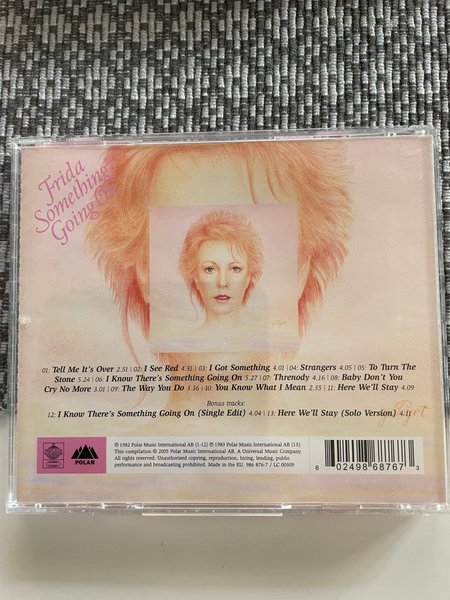 Frida
Something's
Going On
01: Tell Me It's Over 2.51 | 02: I See Red 4.31 | 03: I Got Something 4.01 | 04: Strangers 4.05 | 05: To Turn The
Stone 5.24 | 06: I Know There's Something Going On 5.27 | 07: Threnody 4.16 | 08: Baby Don't You
Cry No More 3.01 | 09: The Way You Do 3.36 | 10: You Know What I Mean 2.35 | 11: Here We'll Stay 4.09
Bonus tracks:
12: I Know There's Something Going On (Single Edit) 4.04 | 13: Here We'll Stay (Solo Version) 4.11
POLAR
℗ 1982 Polar Music International AB (1-12) ℗ 1983 Polar Music International AB (13).
This compilation © 2005 Polar Music International AB. A Universal Music Company.
All rights reserved. Unauthorised copying, reproduction, hiring, lending, public
performance and broadcasting prohibited. Made in the EU. 986 876-7 / LC 00309
6 02498 68767 3